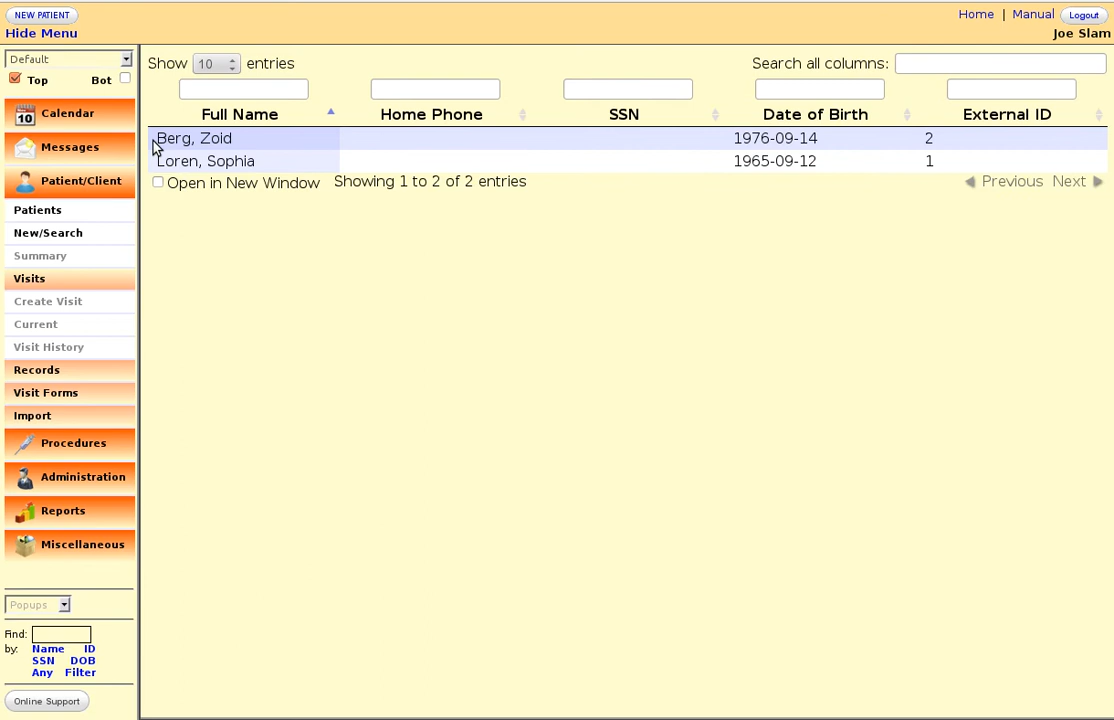 NEW PATIENT
Hide Menu
Home | Manual Logout
Joe Slam
Default
Top Bot
10 Calendar
Messages
Patient/Client
Patients
New/Search
Summary
Visits
Create Visit
Current
Visit History
Records
Visit Forms
Import
Procedures
Administration
Reports
Miscellaneous
Popups
Find:
by: Name ID
SSN DOB
Any Filter
Online Support
Show 10 entries
Search all columns:
Full Name Home Phone SSN Date of Birth External ID
Berg, Zoid 1976-09-14 2
Loren, Sophia 1965-09-12 1
Open in New Window Showing 1 to 2 of 2 entries Previous Next